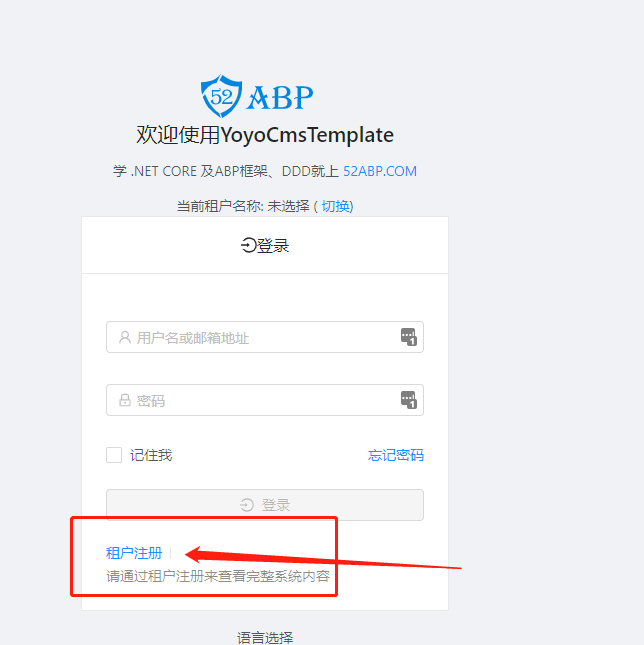 52 ABP
欢迎使用YoyoCmsTemplate
学 .NET CORE 及ABP框架、DDD就上 52ABP.COM
当前租户名称: 未选择 ( 切换)
登录
用户名或邮箱地址
1
密码
1
记住我 忘记密码
登录
租户注册
请通过租户注册来查看完整系统内容
语言选择